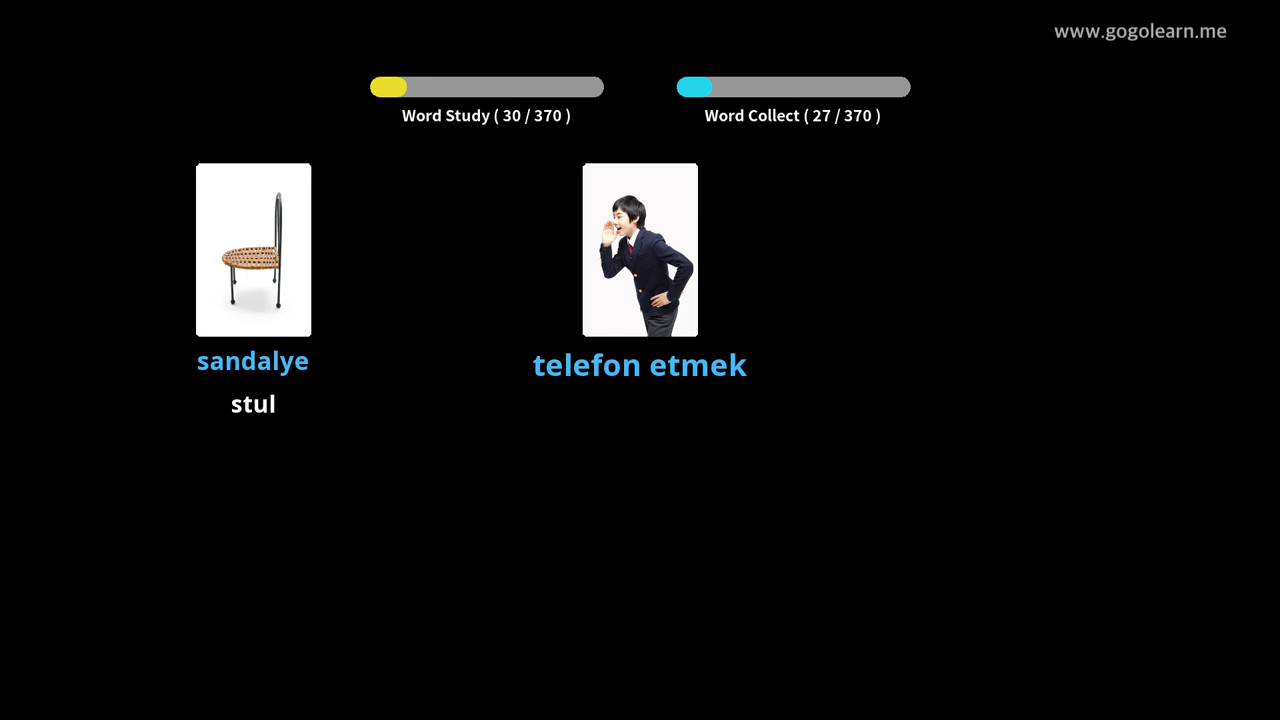 www.gogolearn.me
Word Study ( 30 / 370 )
Word Collect ( 27 / 370 )
sandalye
stul
telefon etmek